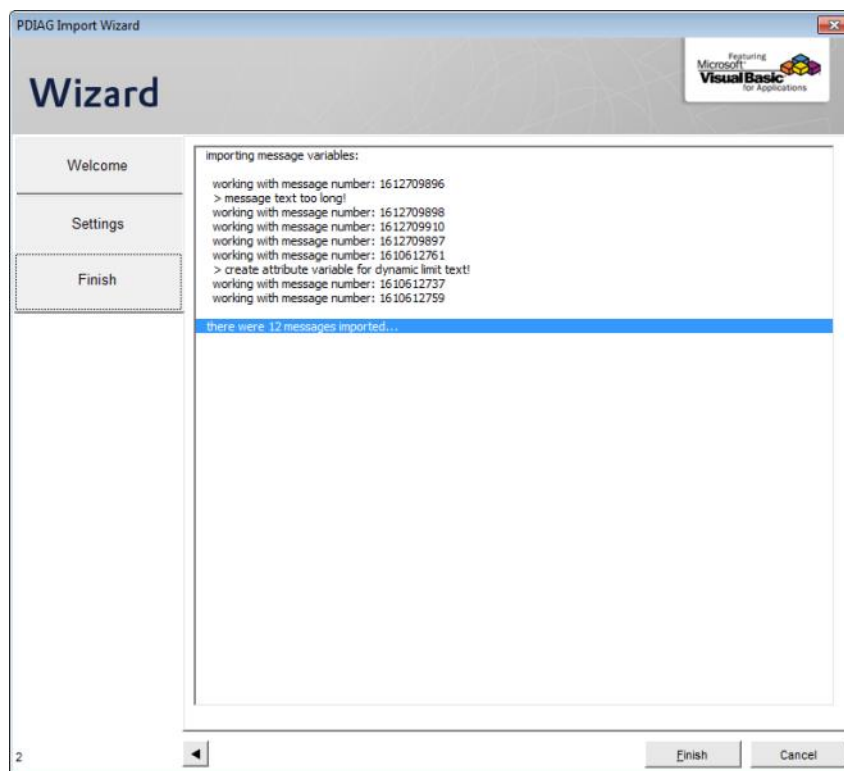 PDIAG Import Wizard
Wizard
Featuring
Microsoft
Visual Basic
for Applications
Welcome
Settings
Finish
importing message variables:
working with message number: 1612709896
> message text too long!
working with message number: 1612709898
working with message number: 1612709910
working with message number: 1612709897
working with message number: 1610612761
> create attribute variable for dynamic limit text!
working with message number: 1610612737
working with message number: 1610612759
there were 12 messages imported...
2
Finish
Cancel